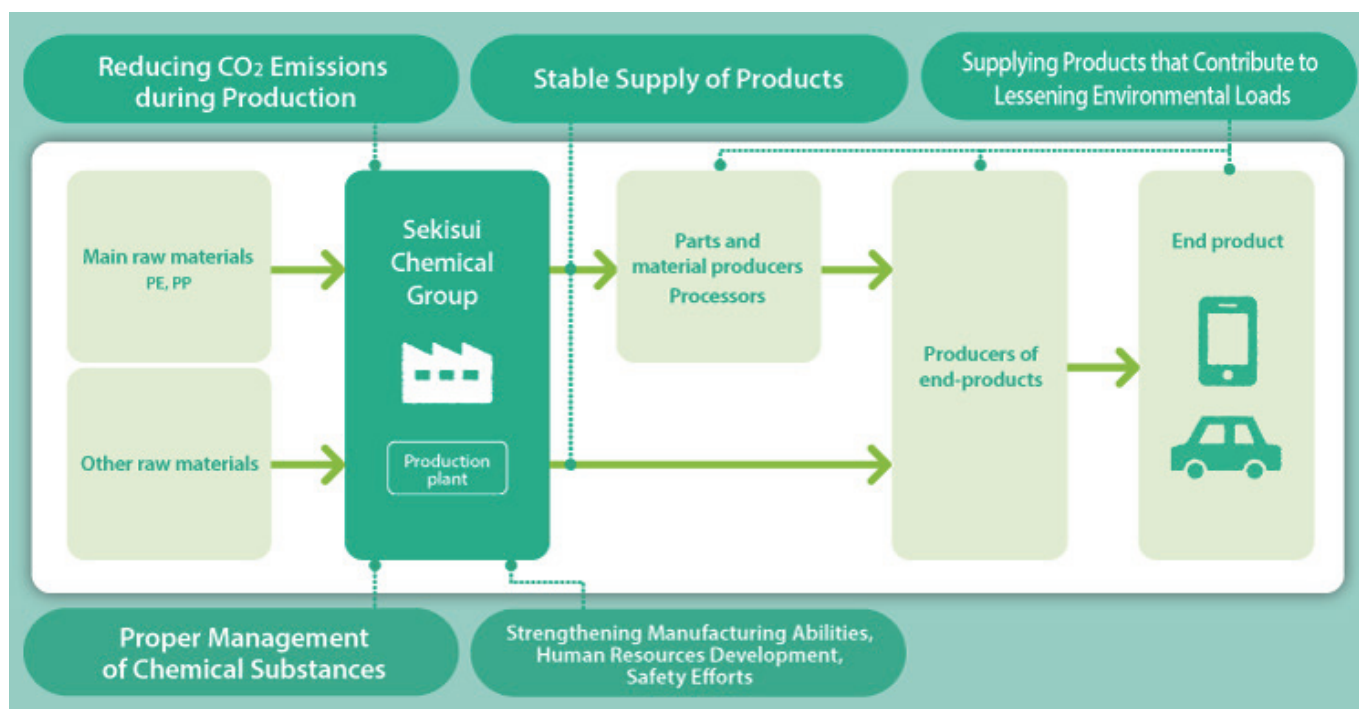 Reducing CO₂ Emissions
during Production
Stable Supply of Products
Supplying Products that Contribute to
Lessening Environmental Loads
Main raw materials
PE, PP
Other raw materials
Sekisui
Chemical
Group
Production
plant
Parts and
material producers
Processors
Producers of
end-products
End product
Proper Management
of Chemical Substances
Strengthening Manufacturing Abilities,
Human Resources Development,
Safety Efforts